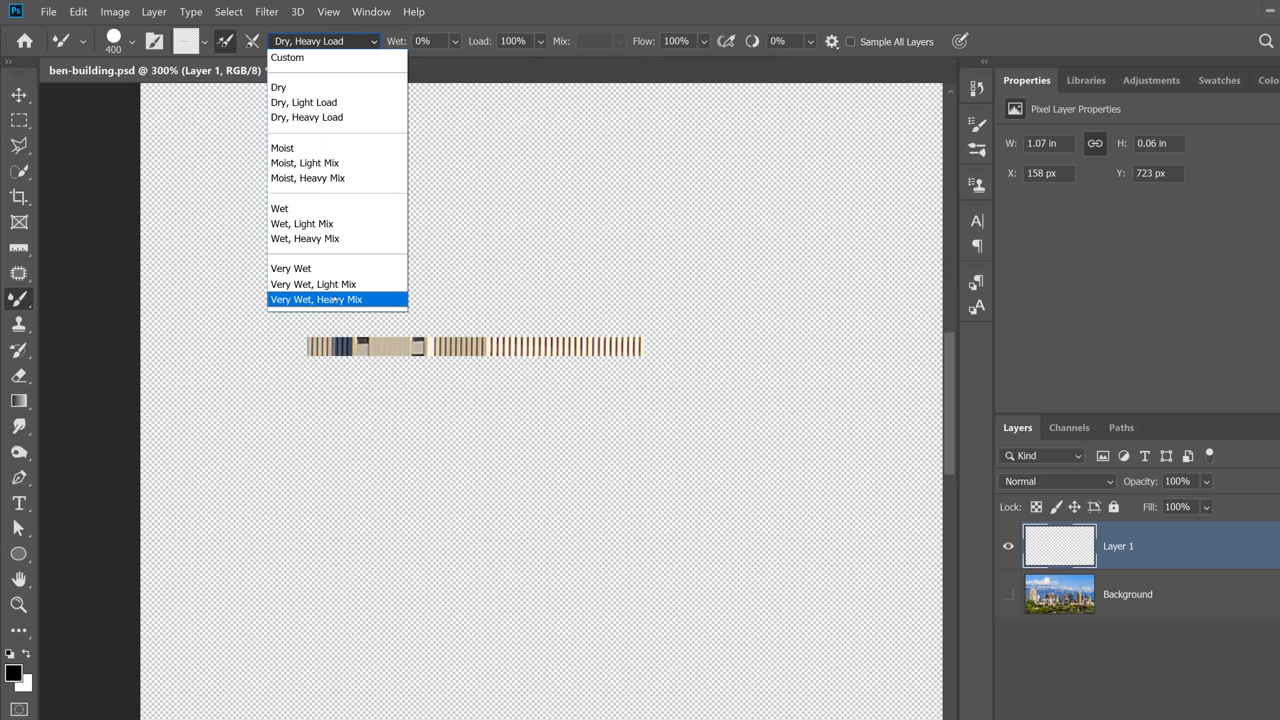 Ps File Edit Image Layer Type Select Filter 3D View Window Help
400 Dry, Heavy Load Wet: 0% Load: 100% Mix: Flow: 100% 0% Sample All Layers
ben-building.psd @ 300% (Layer 1, RGB/8)
Custom
Dry
Dry, Light Load
Dry, Heavy Load
Moist
Moist, Light Mix
Moist, Heavy Mix
Wet
Wet, Light Mix
Wet, Heavy Mix
Very Wet
Very Wet, Light Mix
Very Wet, Heavy Mix
Properties Libraries Adjustments Swatches Colo
Pixel Layer Properties
W: 1.07 in H: 0.06 in
X: 158 px Y: 723 px
Layers Channels Paths
Kind
Normal Opacity: 100%
Lock: Fill: 100%
Layer 1
Background